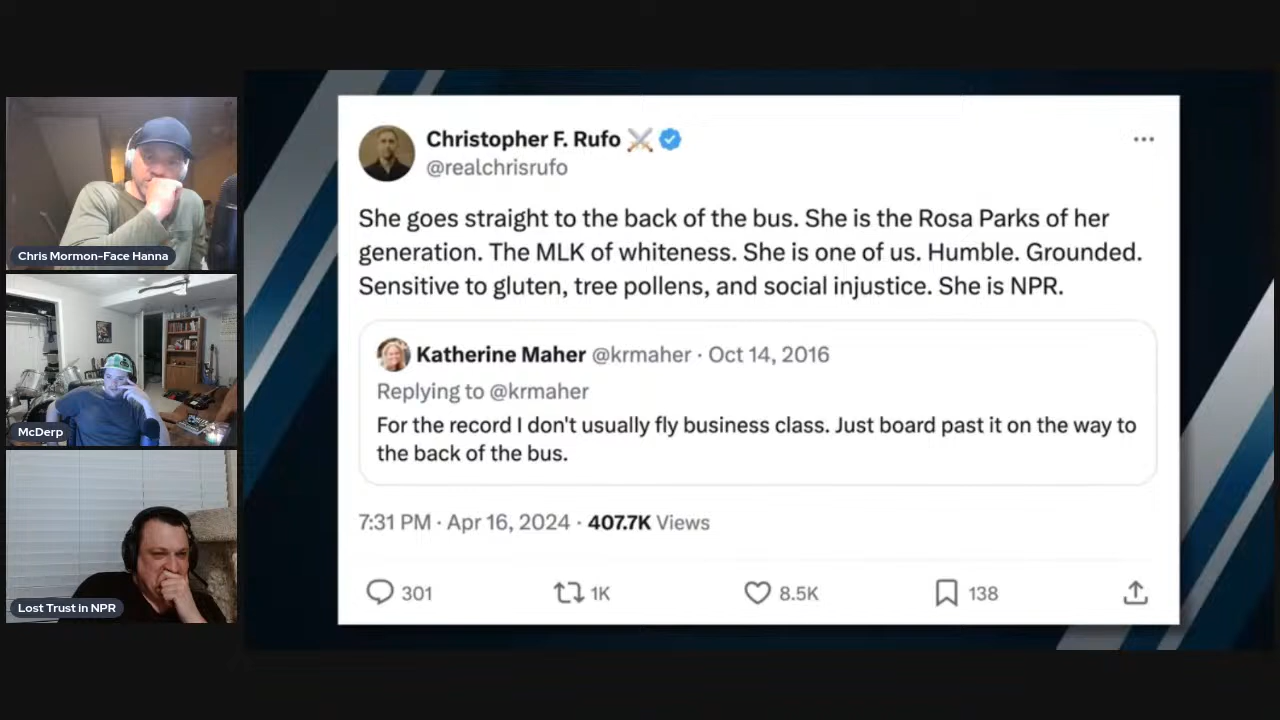 Chris Mormon-Face Hanna
McDerp
Lost Trust in NPR
Christopher F. Rufo
@realchrisrufo
She goes straight to the back of the bus. She is the Rosa Parks of her
generation. The MLK of whiteness. She is one of us. Humble. Grounded.
Sensitive to gluten, tree pollens, and social injustice. She is NPR.
Katherine Maher @krmaher · Oct 14, 2016
Replying to @krmaher
For the record I don't usually fly business class. Just board past it on the way to
the back of the bus.
7:31 PM · Apr 16, 2024 · 407.7K Views
301 1K 8.5K 138